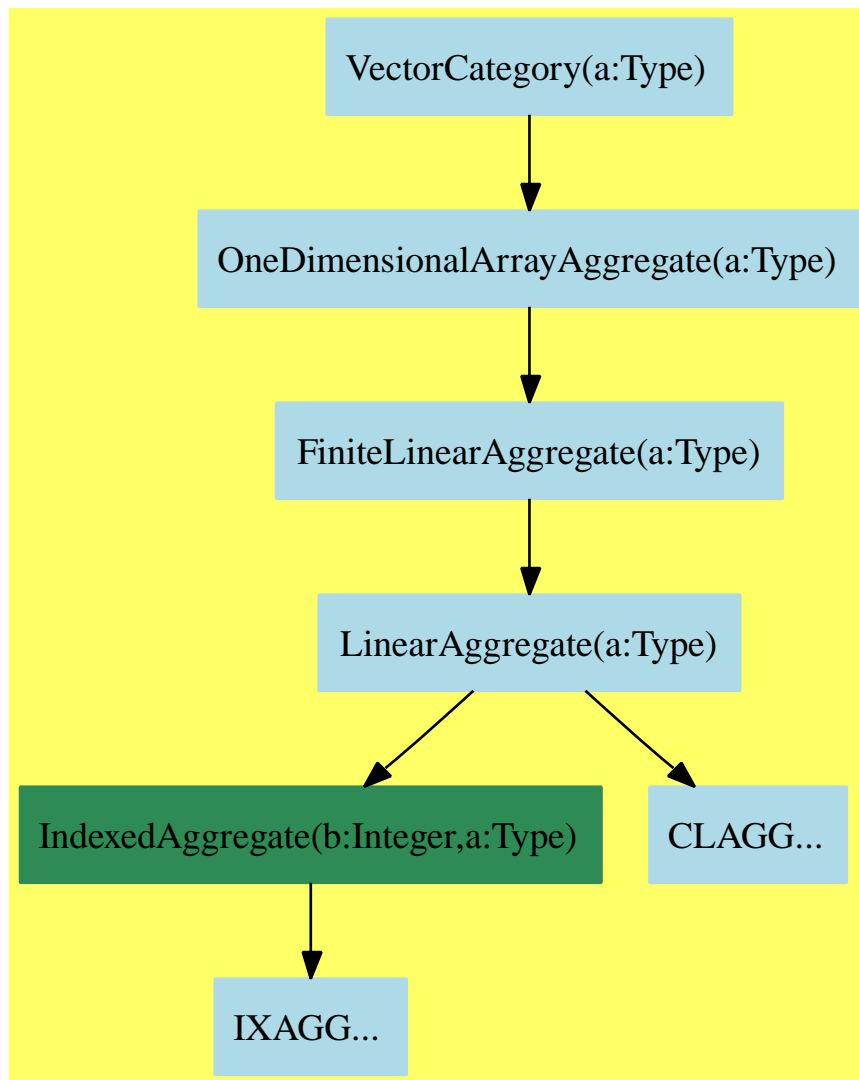 VectorCategory(a:Type)
OneDimensionalArrayAggregate(a:Type)
FiniteLinearAggregate(a:Type)
LinearAggregate(a:Type)
IndexedAggregate(b:Integer,a:Type)
CLAGG...
IXAGG...